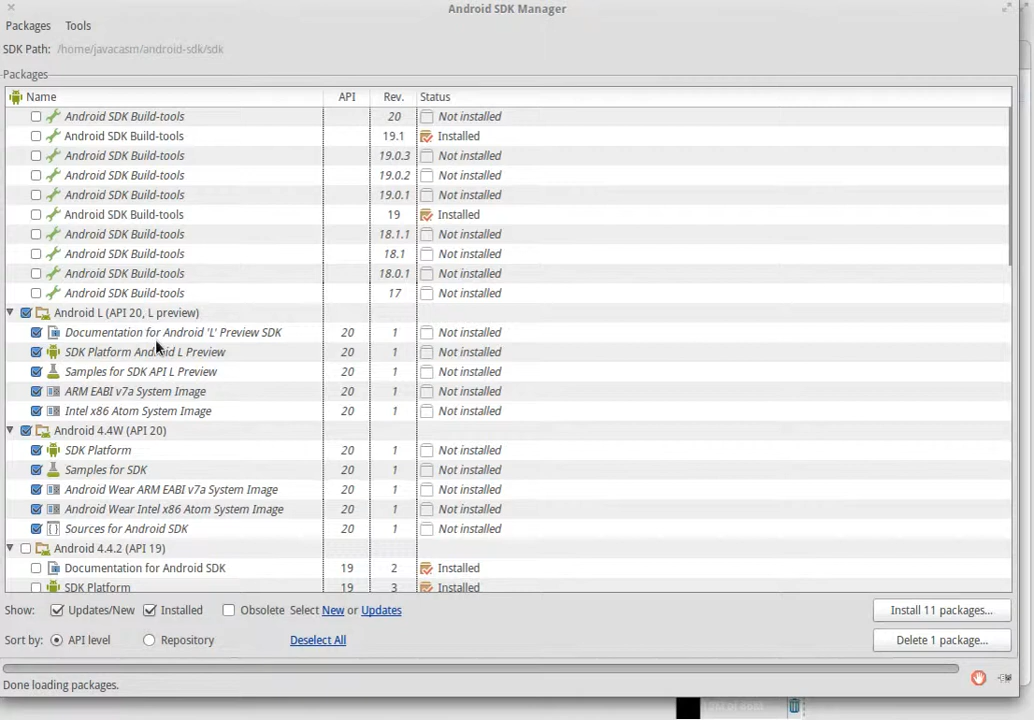 Android SDK Manager
Packages Tools
SDK Path: /home/javacasm/android-sdk/sdk
Packages
Name API Rev. Status
Android SDK Build-tools 20 Not installed
Android SDK Build-tools 19.1 Installed
Android SDK Build-tools 19.0.3 Not installed
Android SDK Build-tools 19.0.2 Not installed
Android SDK Build-tools 19.0.1 Not installed
Android SDK Build-tools 19 Installed
Android SDK Build-tools 18.1.1 Not installed
Android SDK Build-tools 18.1 Not installed
Android SDK Build-tools 18.0.1 Not installed
Android SDK Build-tools 17 Not installed
Android L (API 20, L preview)
Documentation for Android 'L' Preview SDK 20 1 Not installed
SDK Platform Android L Preview 20 1 Not installed
Samples for SDK API L Preview 20 1 Not installed
ARM EABI v7a System Image 20 1 Not installed
Intel x86 Atom System Image 20 1 Not installed
Android 4.4W (API 20)
SDK Platform 20 1 Not installed
Samples for SDK 20 1 Not installed
Android Wear ARM EABI v7a System Image 20 1 Not installed
Android Wear Intel x86 Atom System Image 20 1 Not installed
Sources for Android SDK 20 1 Not installed
Android 4.4.2 (API 19)
Documentation for Android SDK 19 2 Installed
SDK Platform 19 3 Installed
Show: Updates/New Installed Obsolete Select New or Updates Install 11 packages...
Sort by: API level Repository Deselect All Delete 1 package...
Done loading packages.